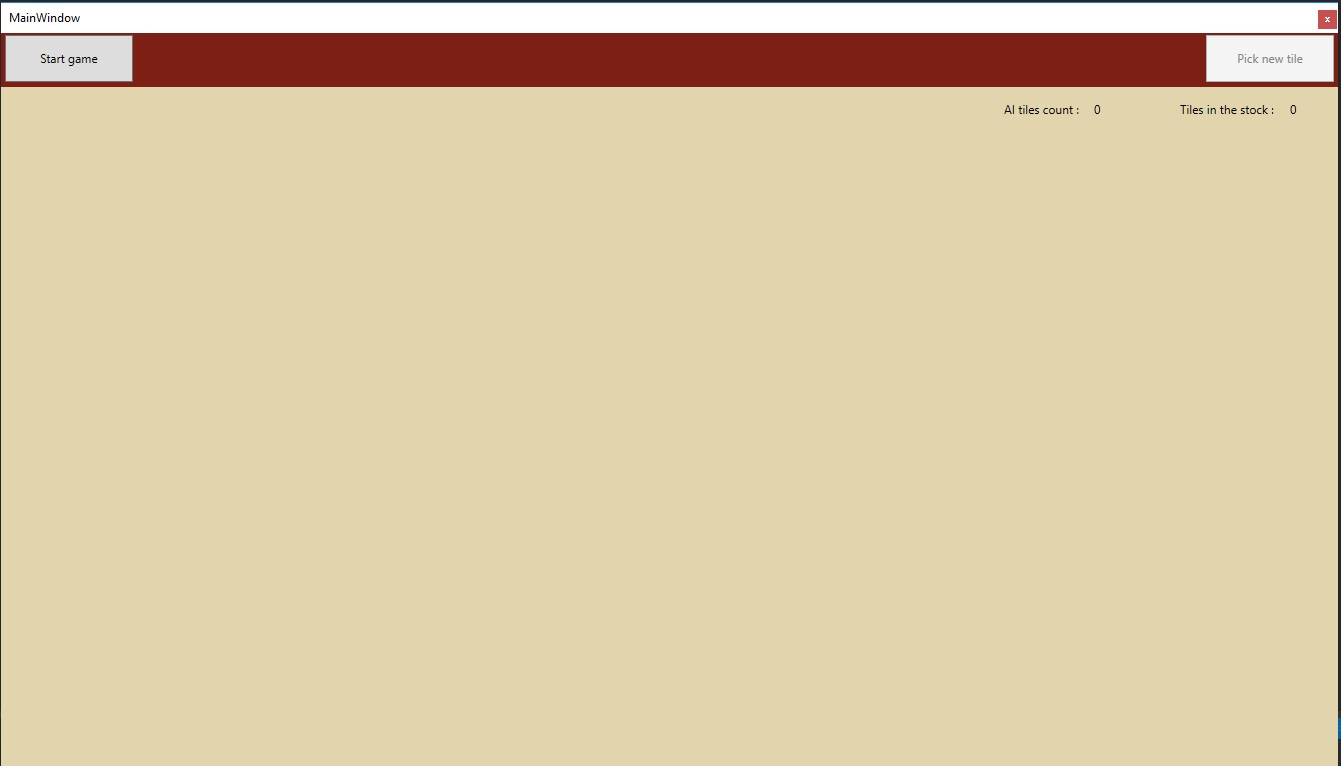 MainWindow
x
Start game
Pick new tile
AI tiles count : 0
Tiles in the stock : 0